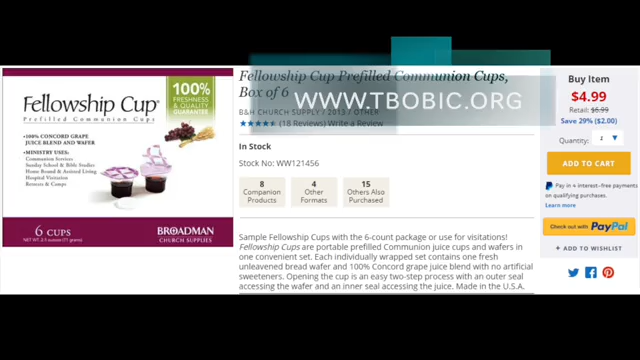 Fellowship Cup®
Prefilled Communion Cups
100%
FRESHNESS &
QUALITY
GUARANTEE
•100% CONCORD GRAPE
JUICE BLEND AND WAFER
•MINISTRY USES:
Communion Services
Sunday School & Bible Studies
Home Bound & Assisted Living
Hospital Visitation
Retreats & Camps
6 CUPS
NET WT. 2.5 ounces (71 grams)
BROADMAN
CHURCH SUPPLIES
Fellowship Cup Prefilled Communion Cups,
Box of 6
WWW.TBOBIC.ORG
B&H CHURCH SUPPLY / 2013 / OTHER
(18 Reviews) Write a Review
In Stock
Stock No: WW121456
8
Companion
Products
4
Other
Formats
15
Others Also
Purchased
Sample Fellowship Cups with the 6-count package or use for visitations!
Fellowship Cups are portable prefilled Communion juice cups and wafers in
one convenient set. Each individually wrapped set contains one fresh
unleavened bread wafer and 100% Concord grape juice blend with no artificial
sweeteners. Opening the cup is an easy two-step process with an outer seal
accessing the wafer and an inner seal accessing the juice. Made in the U.S.A.
Buy Item
$4.99
Retail: $6.99
Save 29% ($2.00)
Quantity: 1
ADD TO CART
Pay in 4 interest-free payments
on qualifying purchases.
Learn more
Check out with PayPal
+ ADD TO WISHLIST